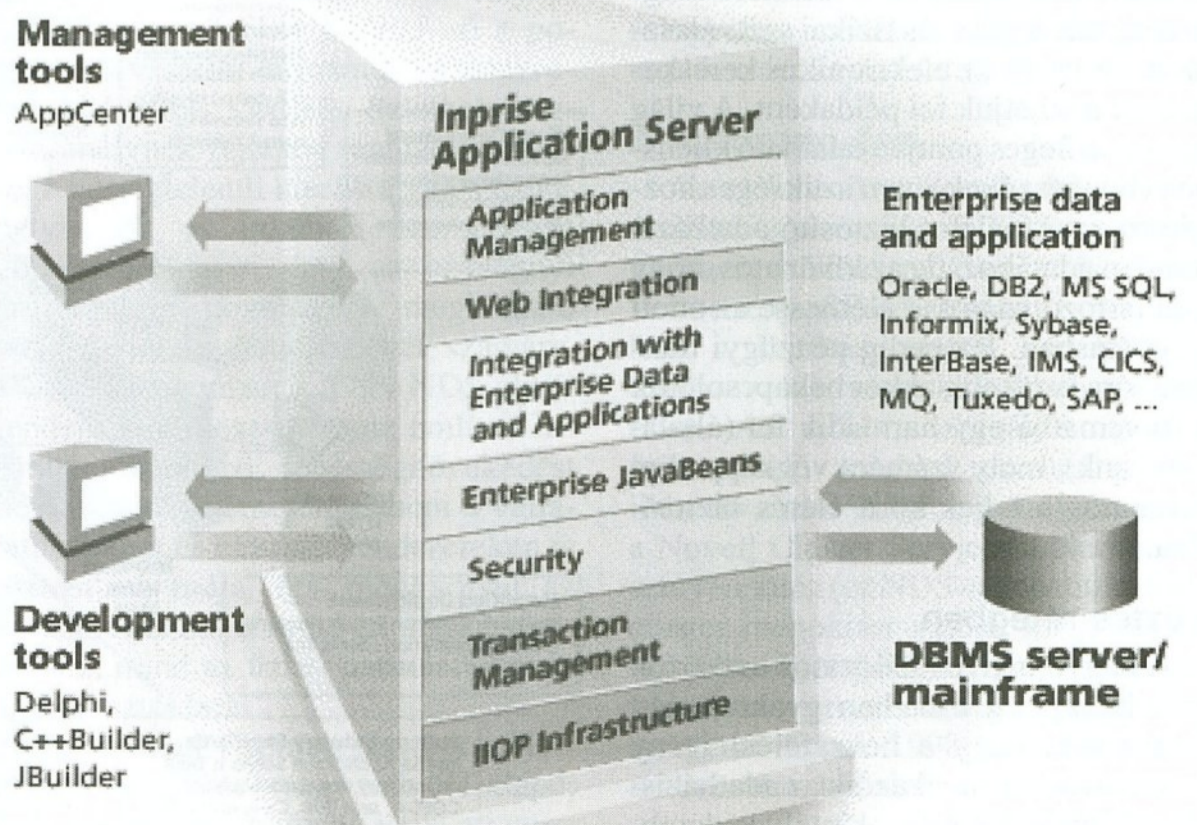 Management
tools
AppCenter
Inprise
Application Server
Application
Management
Web Integration
Integration with
Enterprise Data
and Applications
Enterprise JavaBeans
Security
Transaction
Management
IIOP Infrastructure
Enterprise data
and application
Oracle, DB2, MS SQL,
Informix, Sybase,
InterBase, IMS, CICS,
MQ, Tuxedo, SAP, ...
Development
tools
Delphi,
C++Builder,
JBuilder
DBMS server/
mainframe